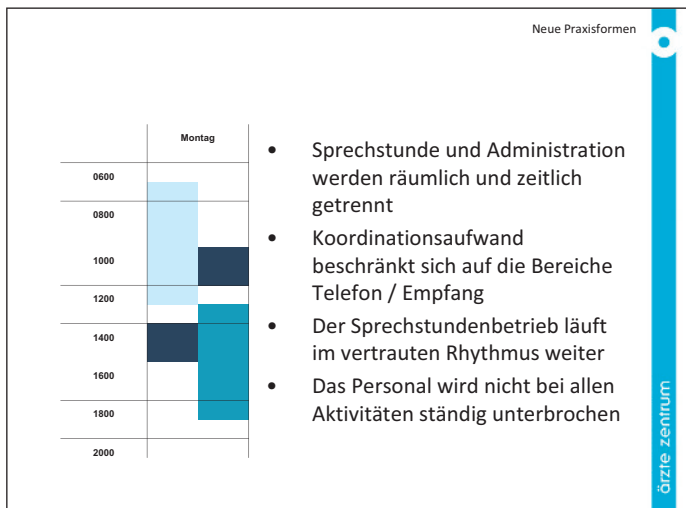 Neue Praxisformen
Montag
0600
0800
1000
1200
1400
1600
1800
2000
• Sprechstunde und Administration
werden räumlich und zeitlich
getrennt
• Koordinationsaufwand
beschränkt sich auf die Bereiche
Telefon / Empfang
• Der Sprechstundenbetrieb läuft
im vertrauten Rhythmus weiter
• Das Personal wird nicht bei allen
Aktivitäten ständig unterbrochen
ärzte zentrum